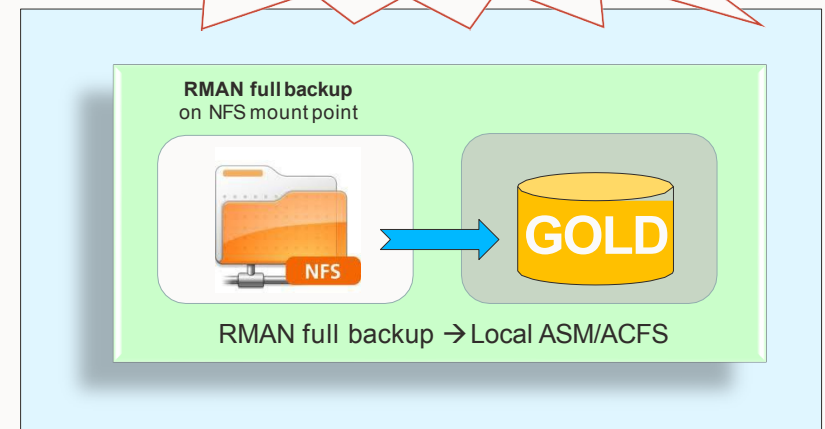 RMAN full backup
on NFS mount point
NFS
GOLD
RMAN full backup → Local ASM/ACFS